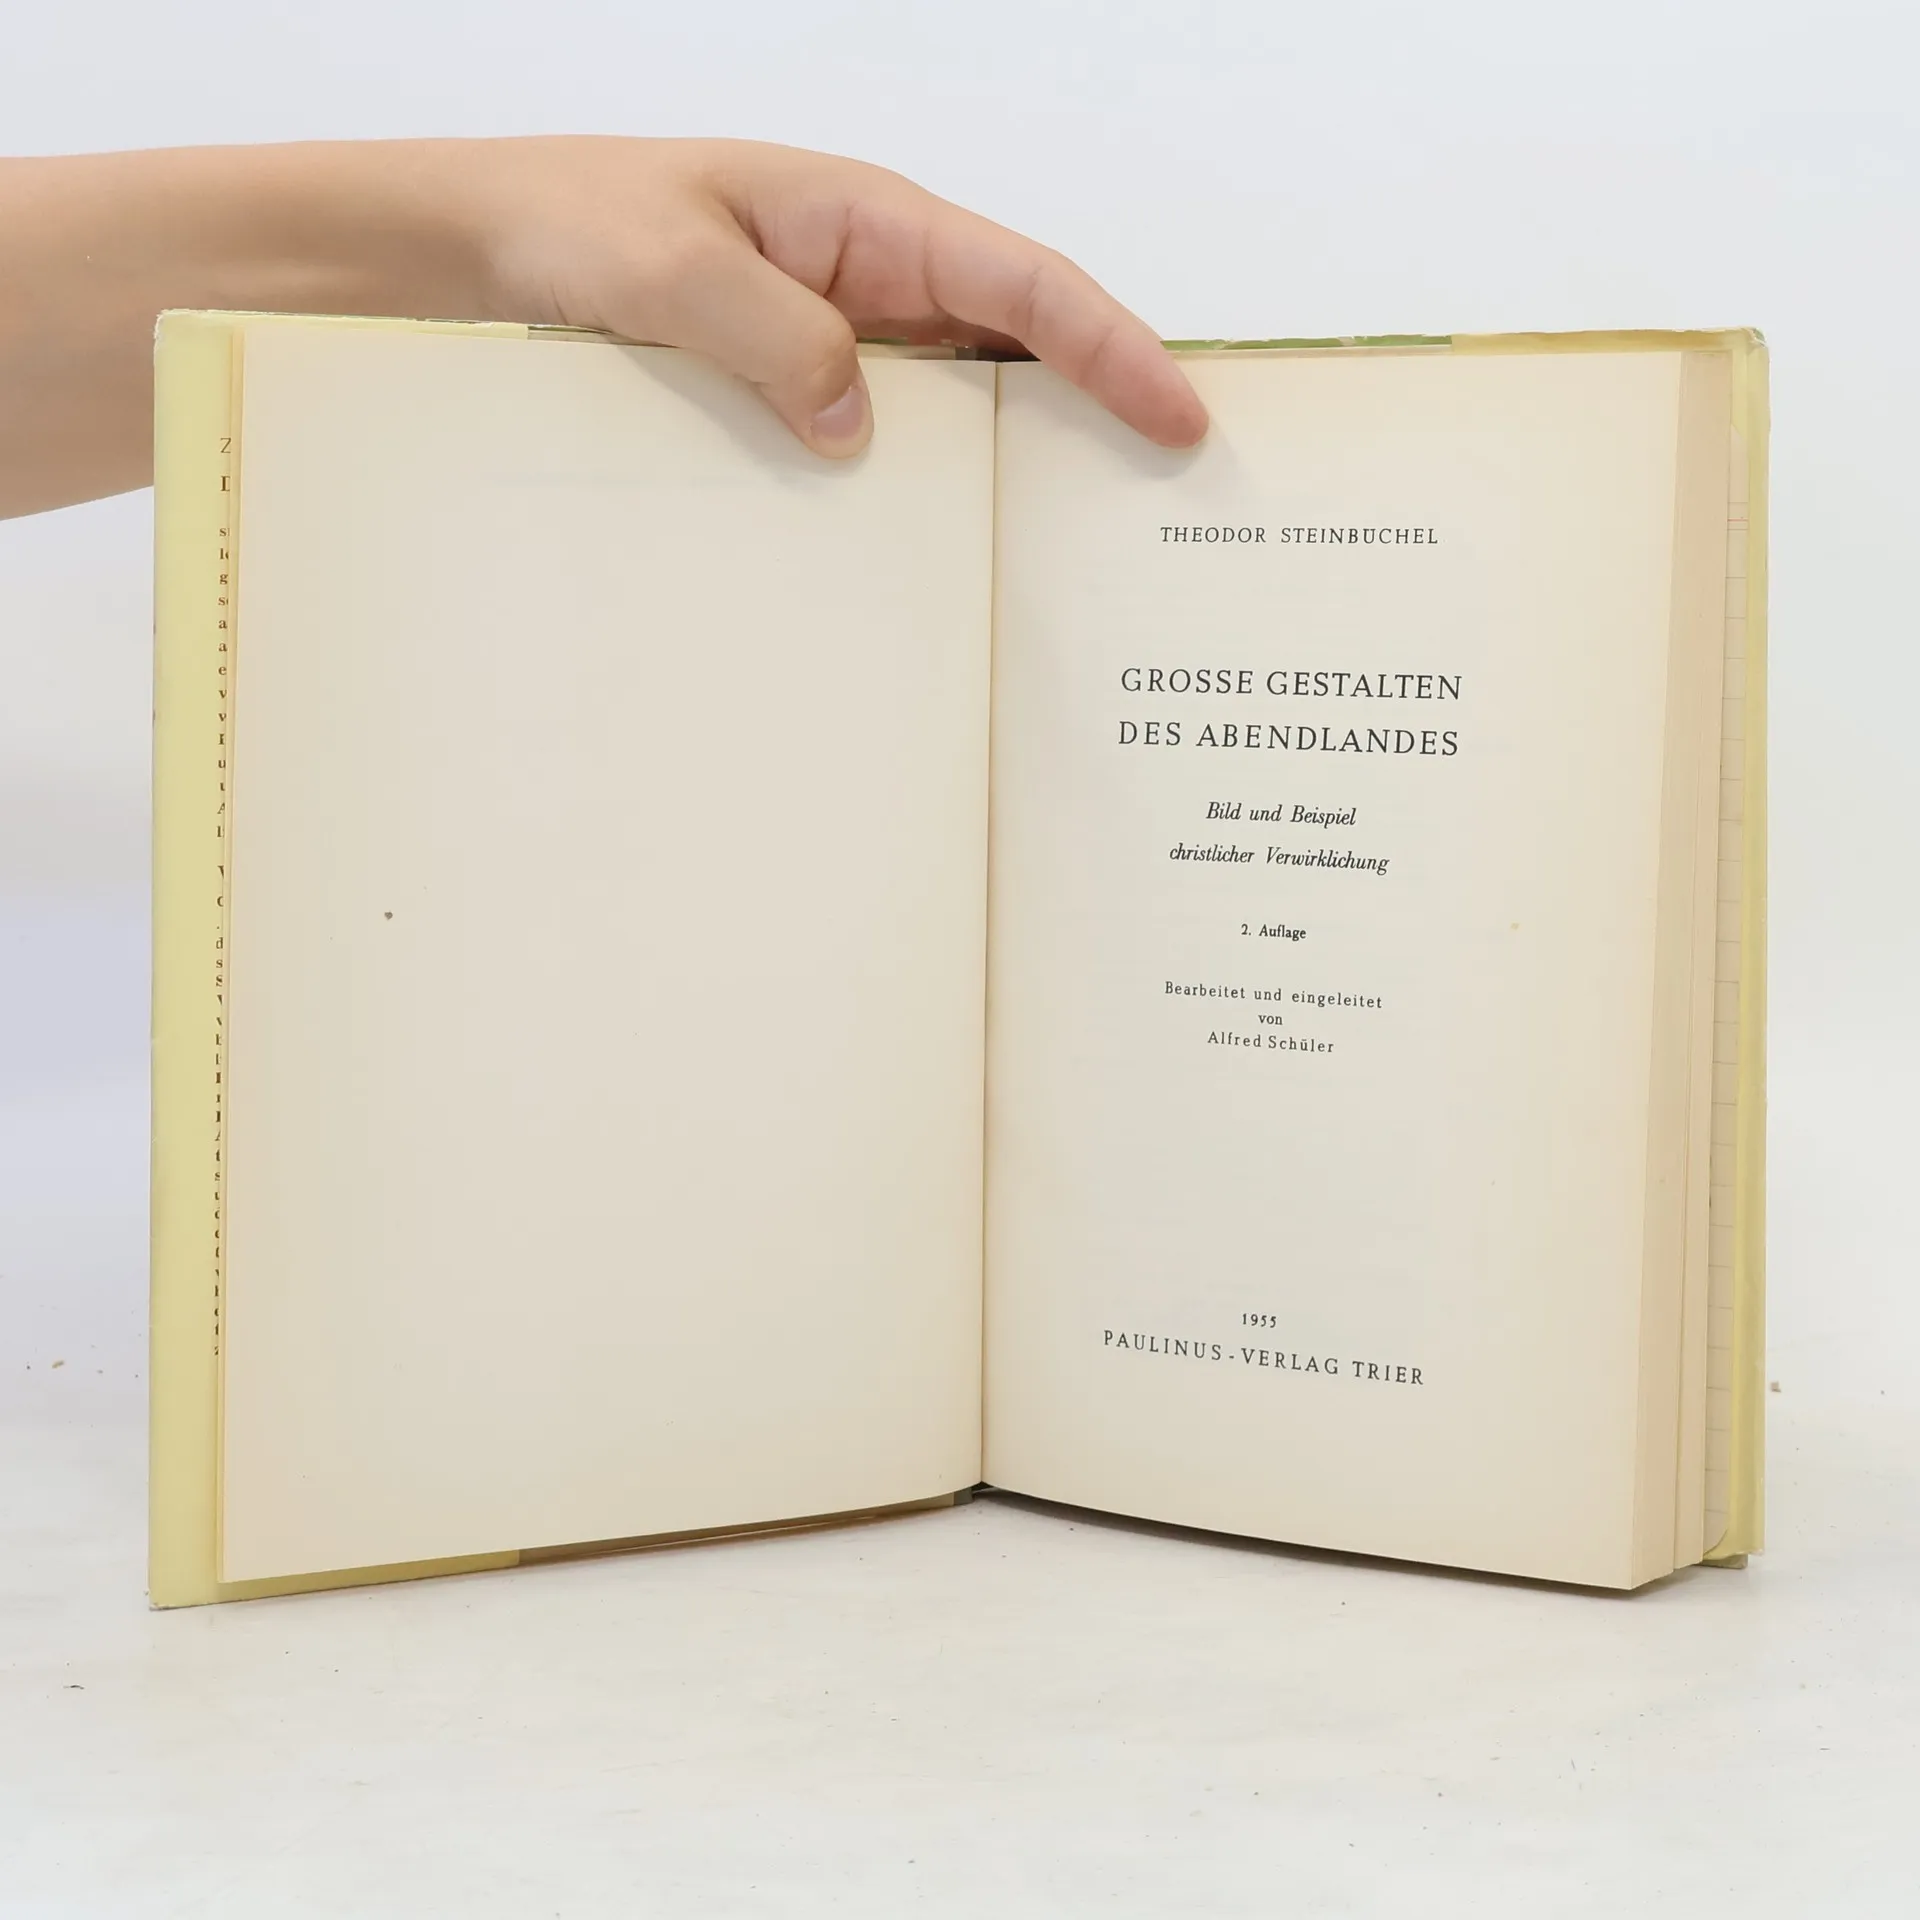 THEODOR STEINBÜCHEL
GROSSE GESTALTEN
DES ABENDLANDES
Bild und Beispiel
christlicher Verwirklichung
2. Auflage
Bearbeitet und eingeleitet
von
Alfred Schüler
1955
PAULINUS-VERLAG TRIER